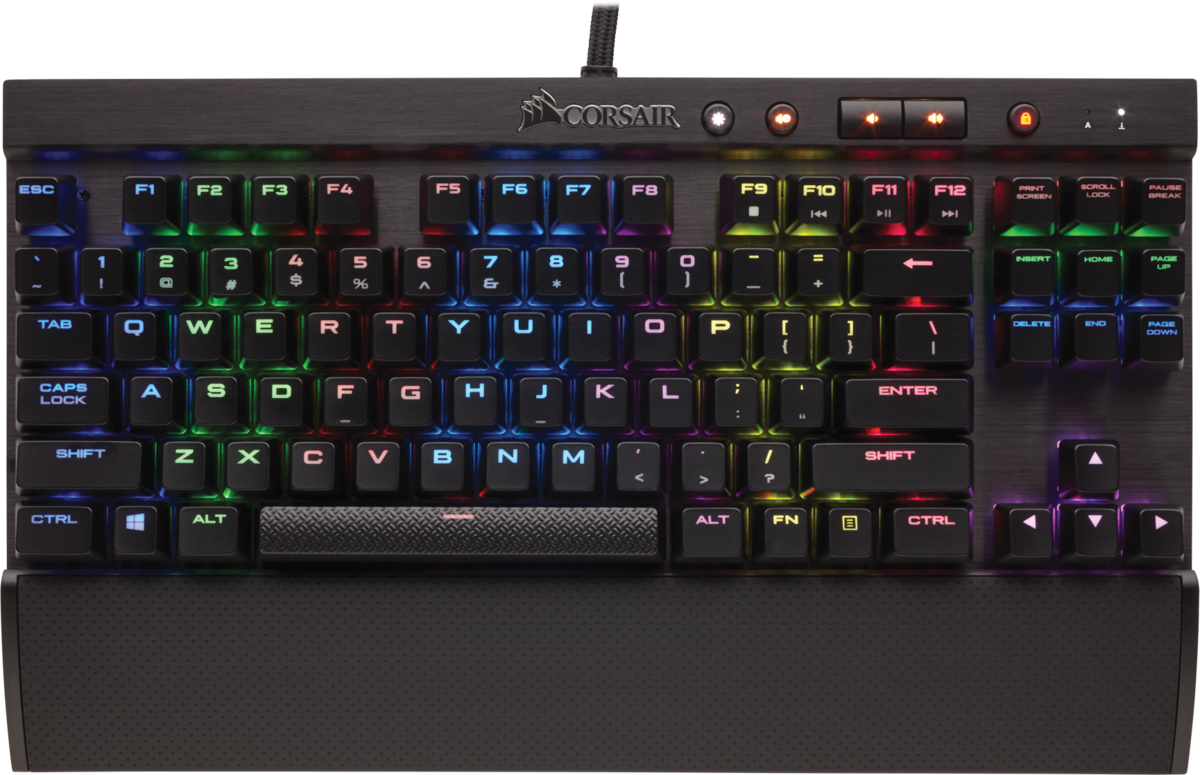 CORSAIR
A
ESC F1 F2 F3 F4 F5 F6 F7 F8 F9 F10 F11 F12 PRINT SCROLL PAUSE
SCREEN LOCK BREAK
` 1 2 3 4 5 6 7 8 9 0 - = INSERT HOME PAGE
~ ! @ # $ % ^ & * ( ) _ + UP
TAB Q W E R T Y U I O P [ ] \ DELETE END PAGE
{ } | DOWN
CAPS A S D F G H J K L ; ' ENTER
LOCK : "
SHIFT Z X C V B N M , . / SHIFT
< > ?
CTRL ALT ALT FN CTRL